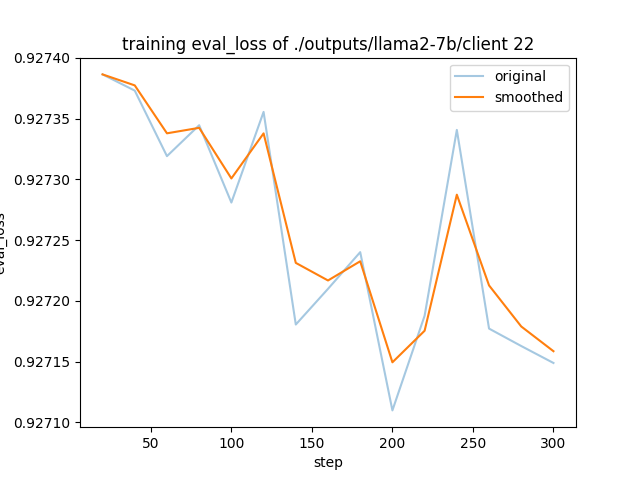 training eval_loss of ./outputs/llama2-7b/client 22
original
smoothed
0.92740
0.92735
0.92730
0.92725
0.92720
0.92715
0.92710
eval_loss
50
100
150
200
250
300
step